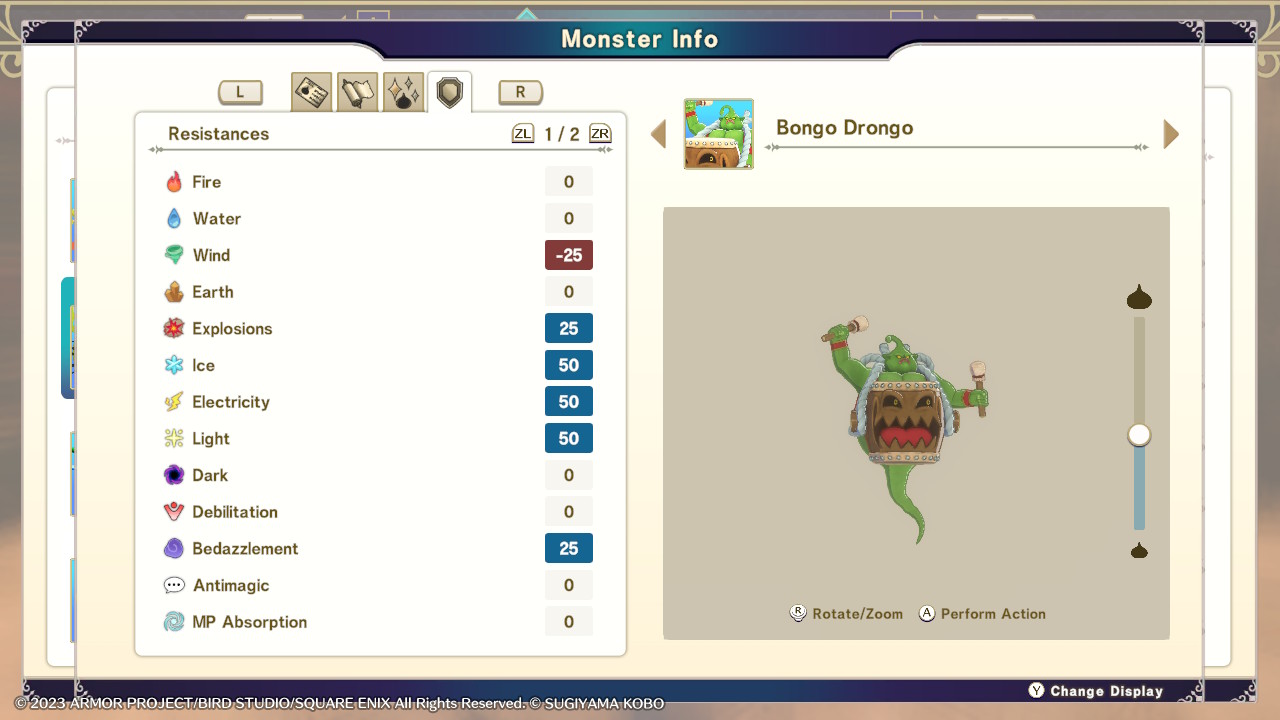 Monster Info
L
R
Resistances
ZL 1 / 2 ZR
Bongo Drongo
Fire 0
Water 0
Wind -25
Earth 0
Explosions 25
Ice 50
Electricity 50
Light 50
Dark 0
Debilitation 0
Bedazzlement 25
Antimagic 0
MP Absorption 0
R Rotate/Zoom A Perform Action
Y Change Display
© 2023 ARMOR PROJECT/BIRD STUDIO/SQUARE ENIX All Rights Reserved. © SUGIYAMA KOBO